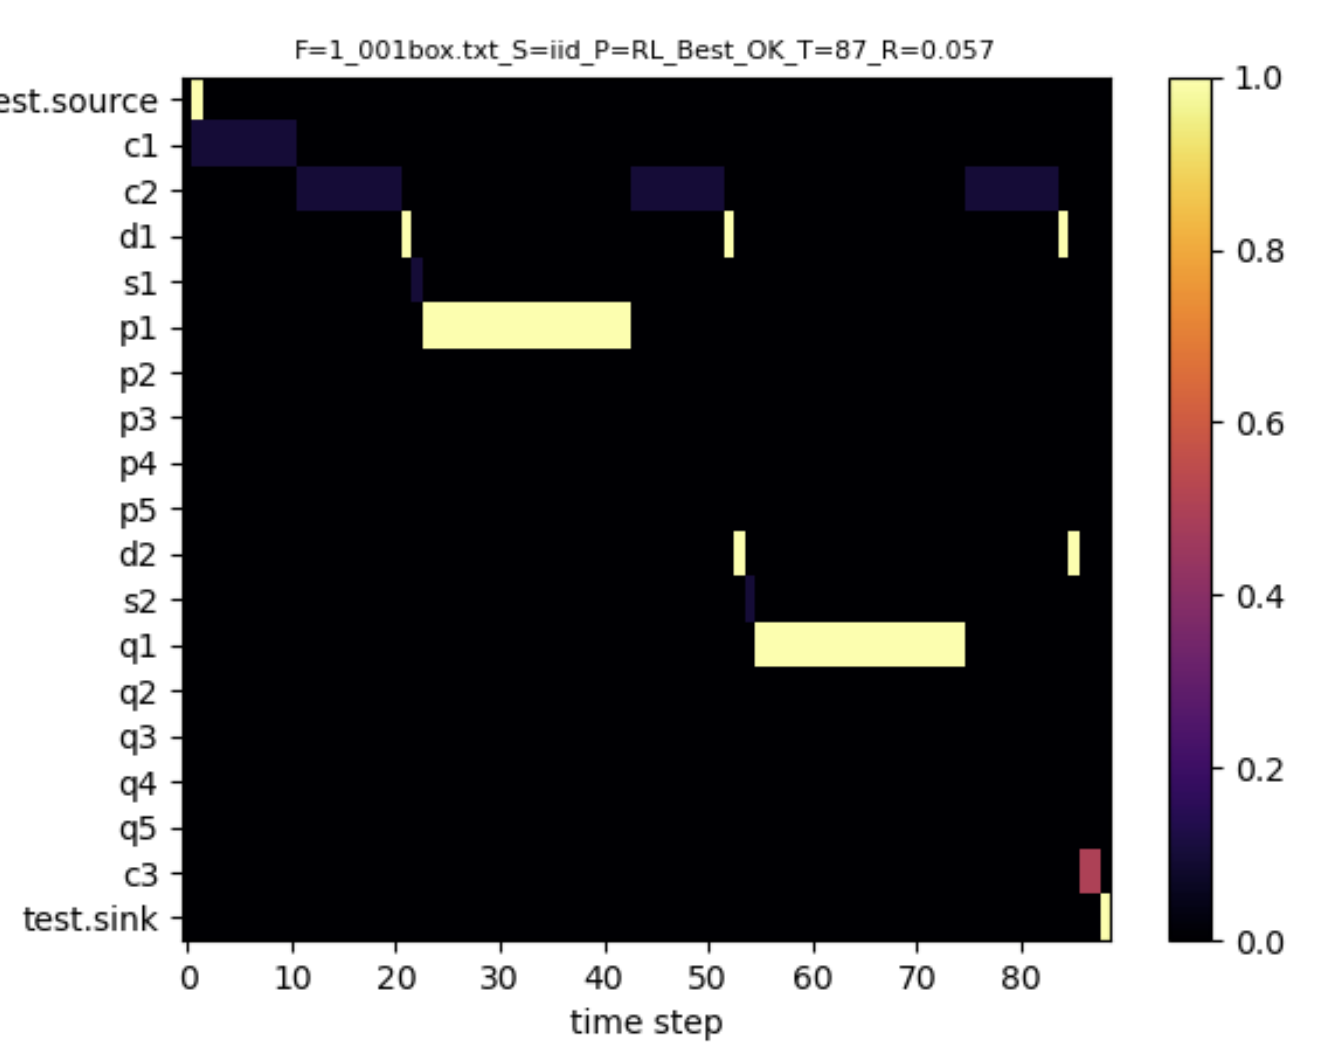 F=1_001box.txt_S=iid_P=RL_Best_OK_T=87_R=0.057
est.source
c1
c2
d1
s1
p1
p2
p3
p4
p5
d2
s2
q1
q2
q3
q4
q5
c3
test.sink
0 10 20 30 40 50 60 70 80
time step
1.0
0.8
0.6
0.4
0.2
0.0